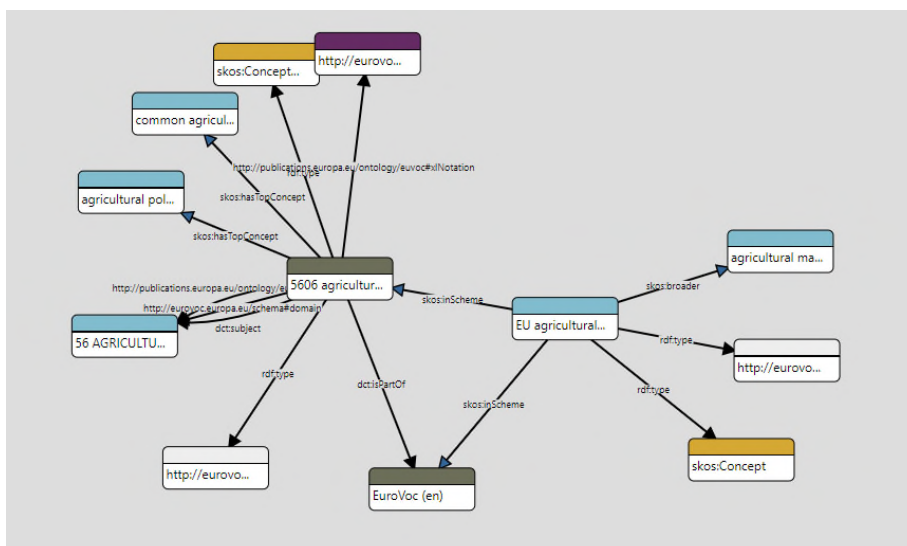 http://eurovo...
skos:Concept...
common agricul...
http://publications.europa.eu/ontology/euvoc#xlNotation
rdf:type
skos:hasTopConcept
agricultural pol...
skos:hasTopConcept
agricultural ma...
skos:broader
5606 agricultur...
http://publications.europa.eu/ontology/eu
skos:inScheme
http://eurovoc.europa.eu/schema#domain
EU agricultural...
dct:subject
56 AGRICULTU...
rdf:type
http://eurovo...
rdf:type
dct:isPartOf
rdf:type
skos:inScheme
skos:Concept
http://eurovo...
EuroVoc (en)